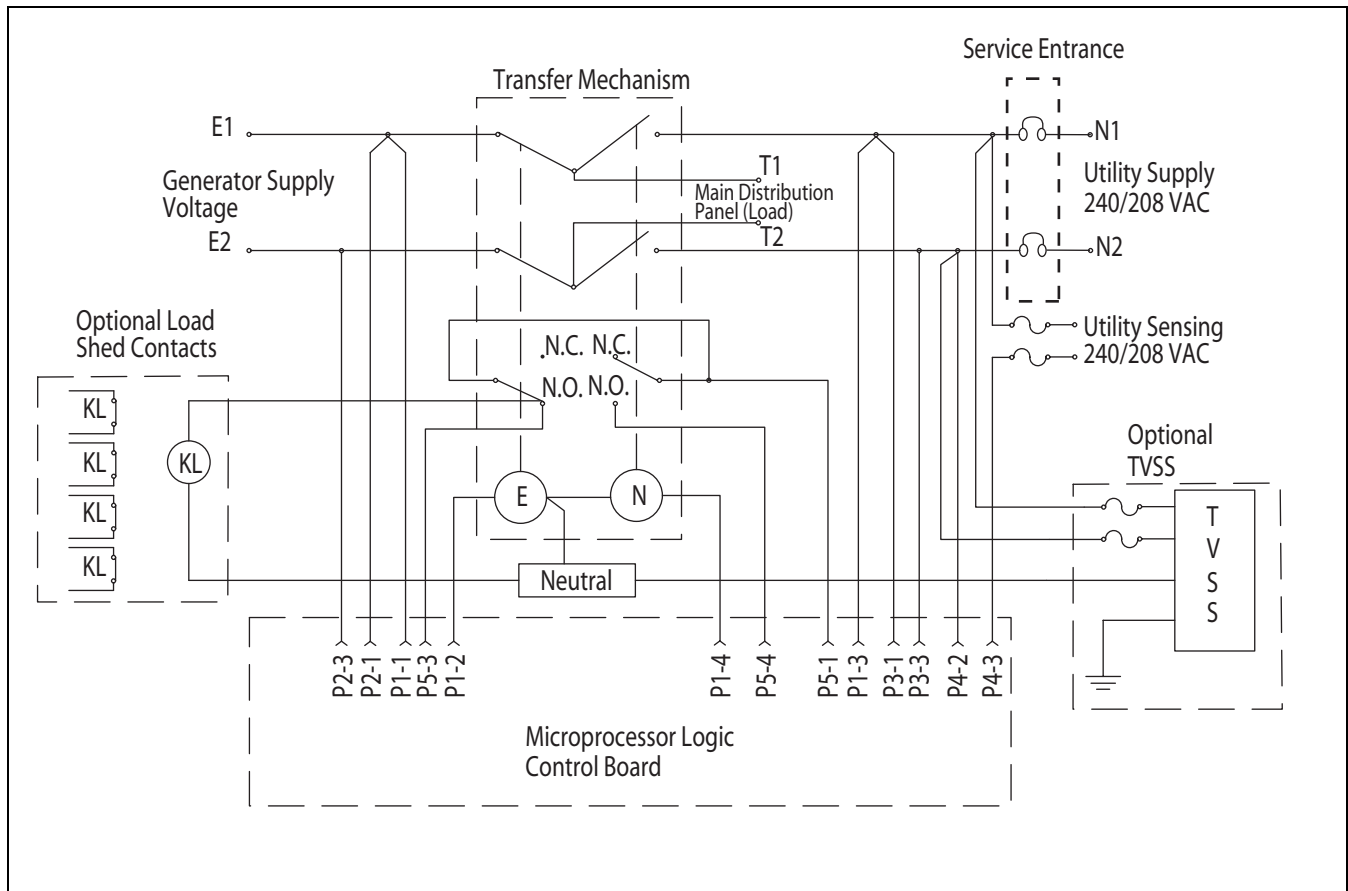 Service Entrance
Transfer Mechanism
E1
N1
T1
Generator Supply
Voltage
Main Distribution
Panel (Load)
Utility Supply
240/208 VAC
E2
T2
N2
Optional Load
Shed Contacts
Utility Sensing
240/208 VAC
.N.C. N.C.
N.O. N.O.
KL
KL
KL
KL
KL
Optional
TVSS
E
N
T
V
S
S
Neutral
P2-3
P2-1
P1-1
P5-3
P1-2
P1-4
P5-4
P5-1
P1-3
P3-1
P3-3
P4-2
P4-3
Microprocessor Logic
Control Board